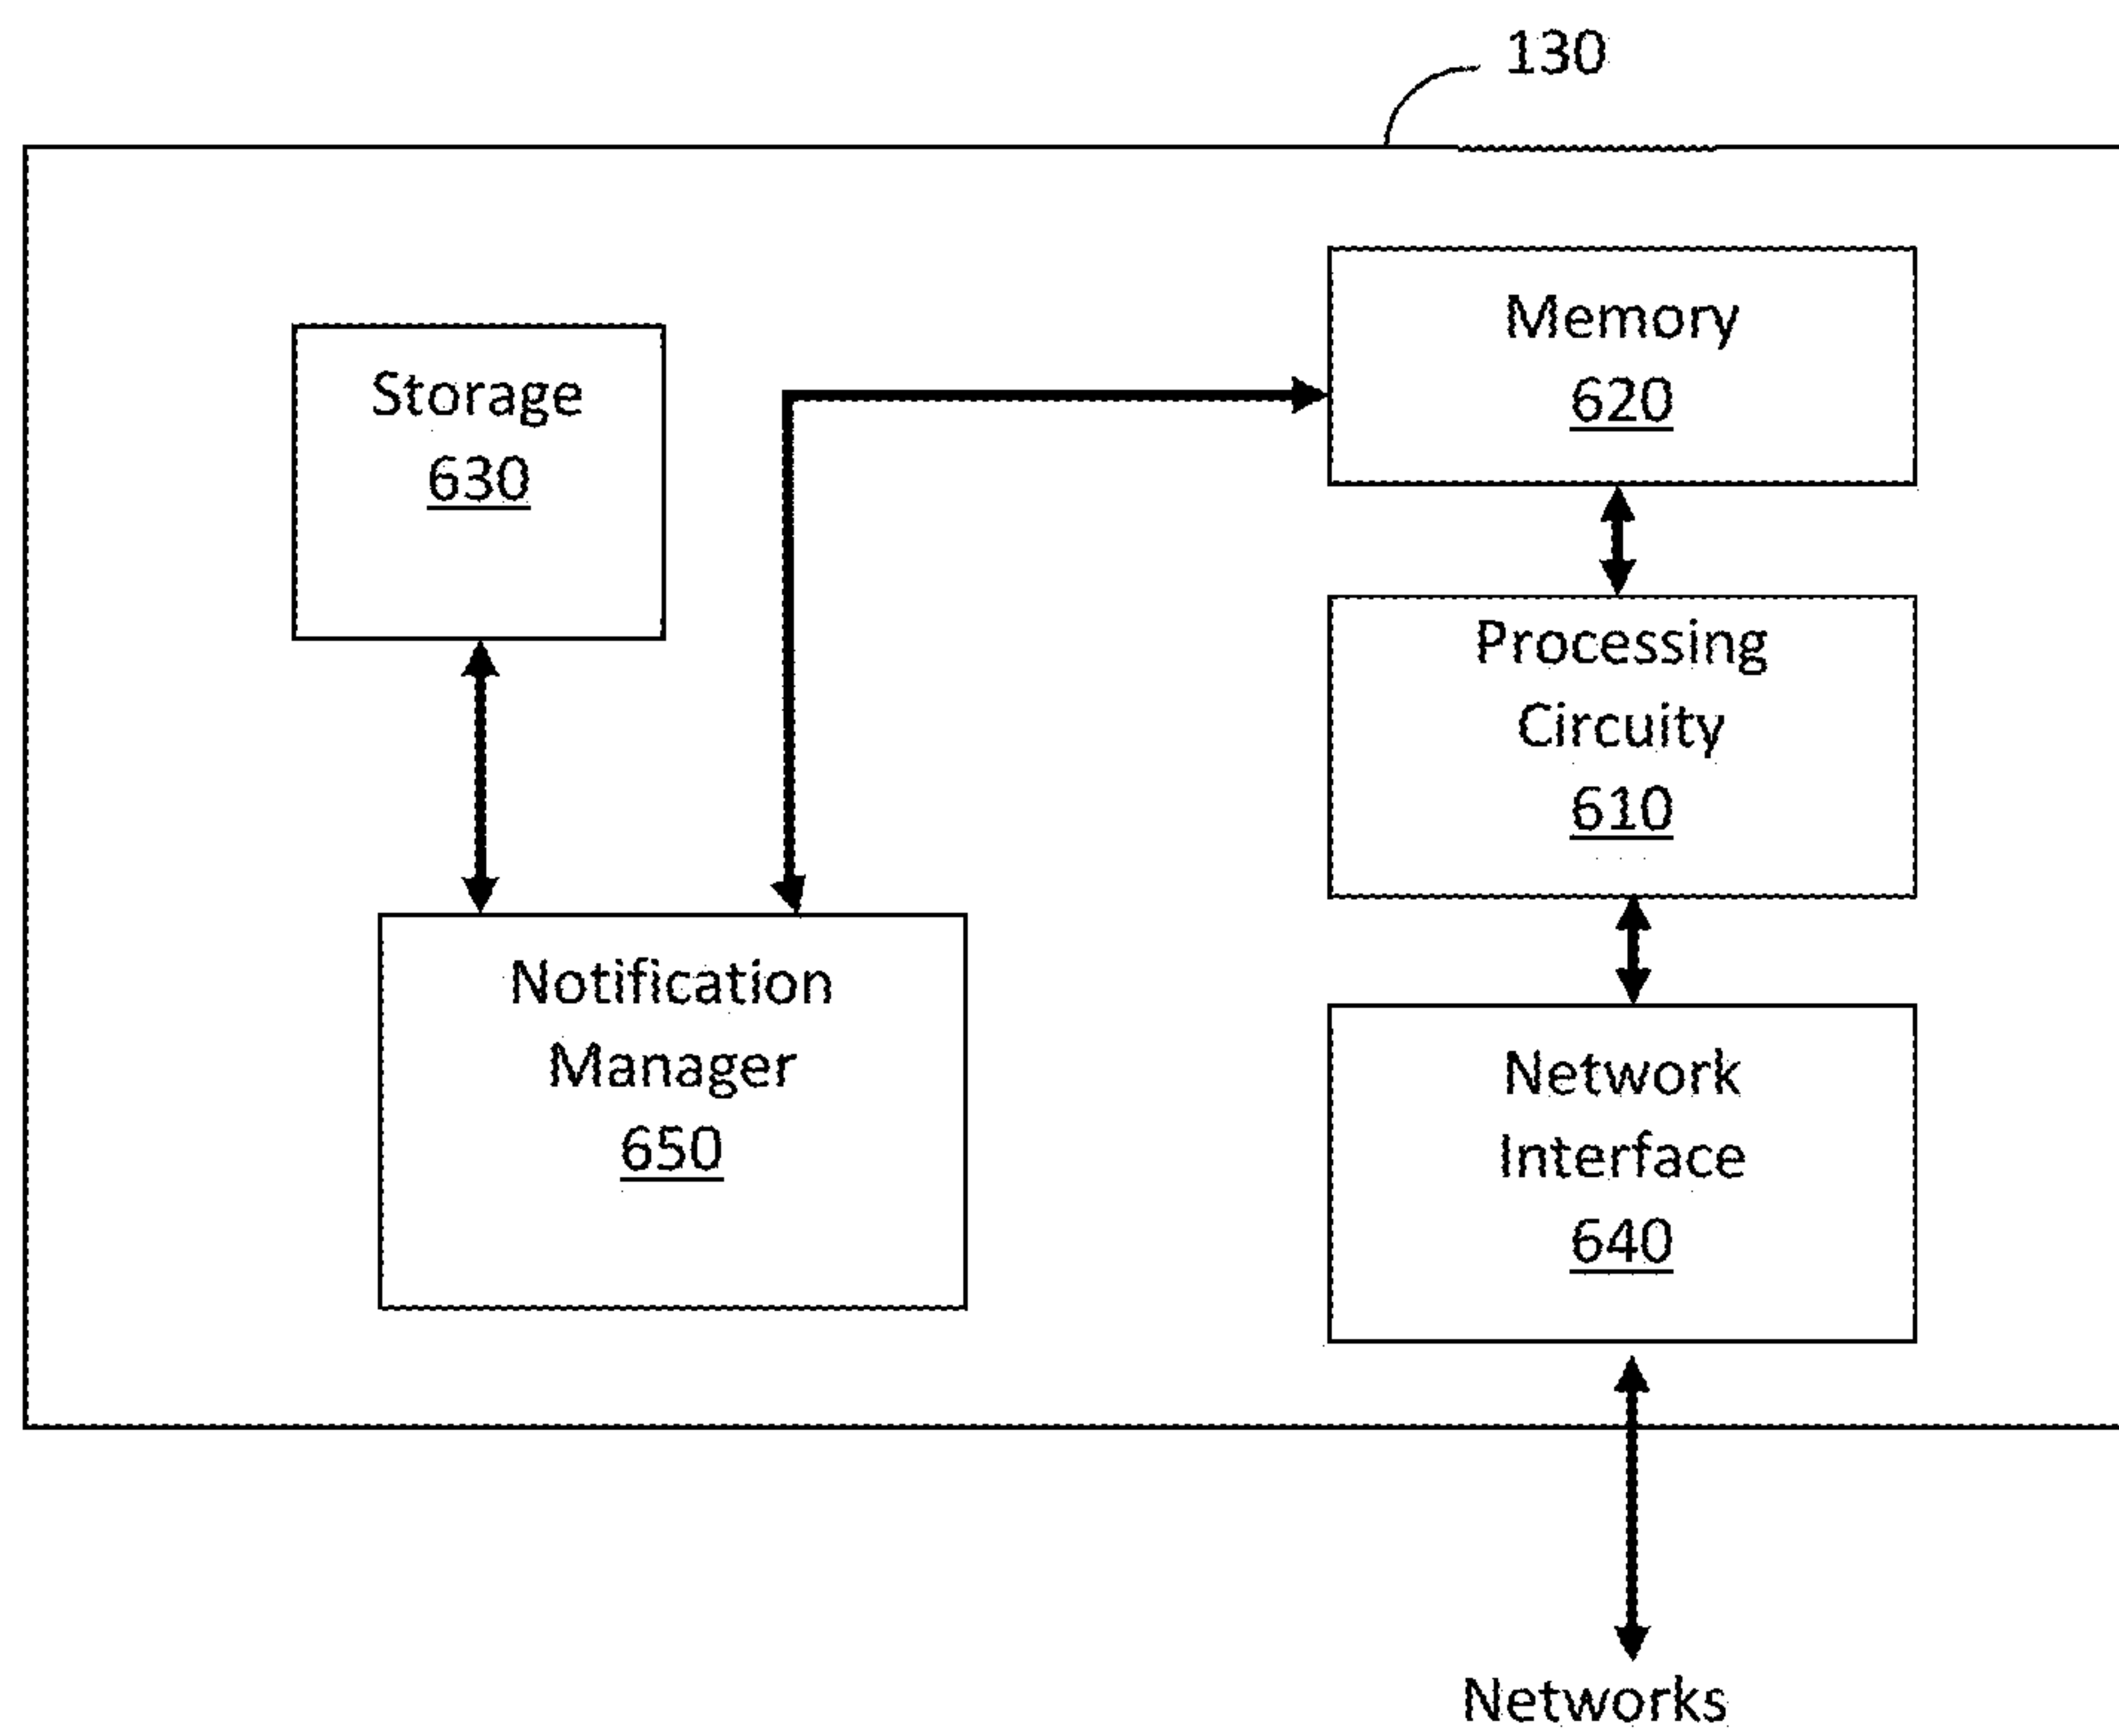 130
Memory
620
Storage
630
Processing
Circuity
610
Notification
Manager
650
Network
Interface
640
Networks